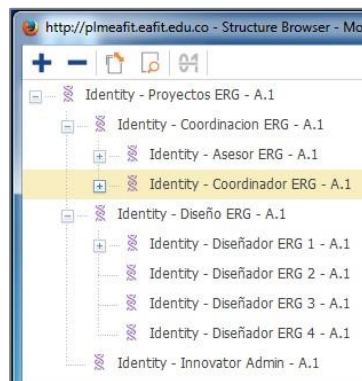 http://plmeafit.eafit.edu.co - Structure Browser - Mo
Identity - Proyectos ERG - A.1
Identity - Coordinacion ERG - A.1
Identity - Asesor ERG - A.1
Identity - Coordinador ERG - A.1
Identity - Diseño ERG - A.1
Identity - Diseñador ERG 1 - A.1
Identity - Diseñador ERG 2 - A.1
Identity - Diseñador ERG 3 - A.1
Identity - Diseñador ERG 4 - A.1
Identity - Innovator Admin - A.1